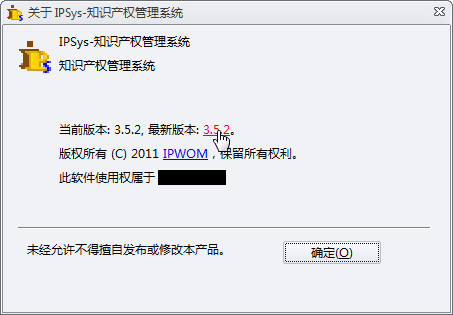 关于 IPSys-知识产权管理系统
IPSys-知识产权管理系统
知识产权管理系统
当前版本: 3.5.2, 最新版本: 3.5.2。
版权所有 (C) 2011 IPWOM，保留所有权利。
此软件使用权属于
未经允许不得擅自发布或修改本产品。
确定(O)